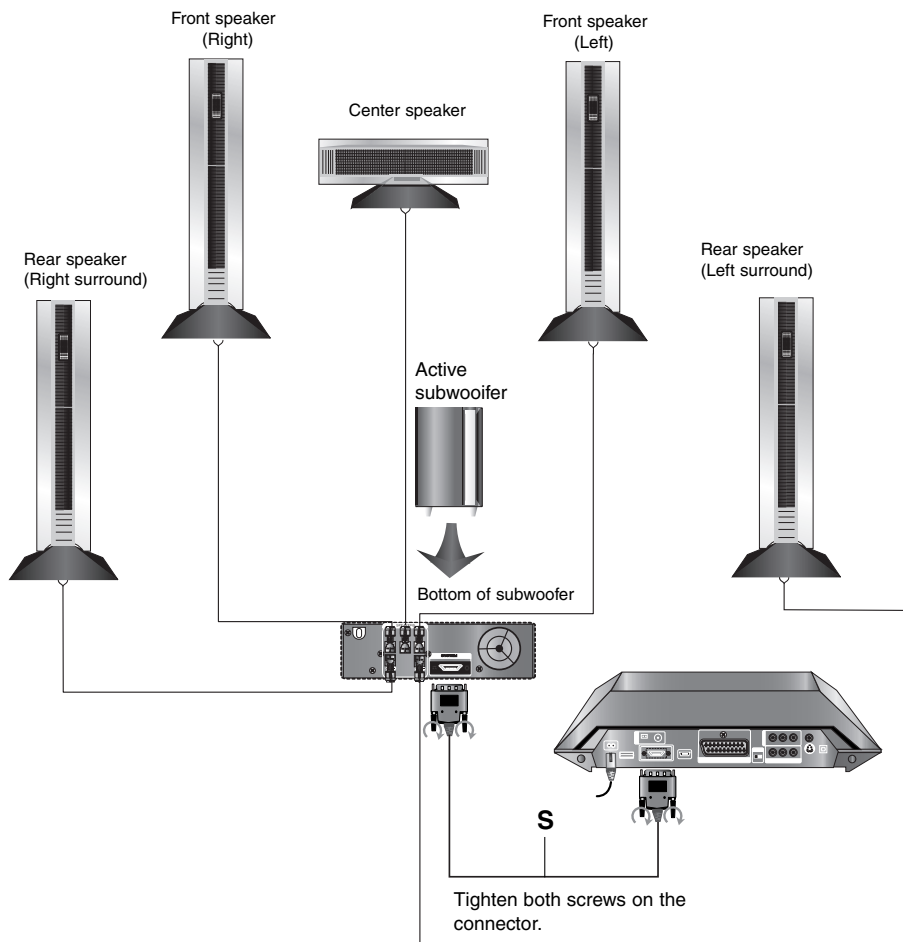 Front speaker
(Right)
Front speaker
(Left)
Center speaker
Rear speaker
(Right surround)
Rear speaker
(Left surround)
Active
subwooifer
Bottom of subwoofer
S
Tighten both screws on the
connector.